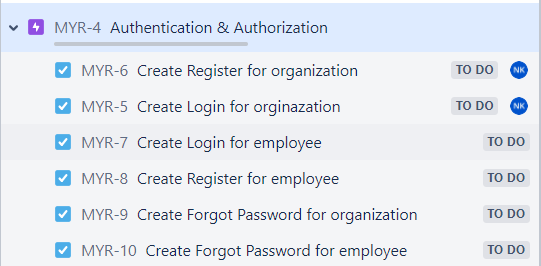 MYR-4 Authentication & Authorization
MYR-6 Create Register for organization TO DO NK
MYR-5 Create Login for orginazation TO DO NK
MYR-7 Create Login for employee TO DO
MYR-8 Create Register for employee TO DO
MYR-9 Create Forgot Password for organization TO DO
MYR-10 Create Forgot Password for employee TO DO